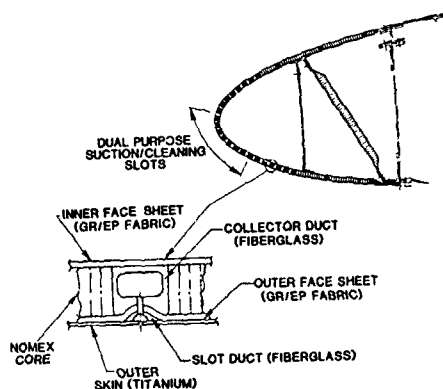 DUAL PURPOSE
SUCTION/CLEANING
SLOTS
INNER FACE SHEET
(GR/EP FABRIC)
COLLECTOR DUCT
(FIBERGLASS)
OUTER FACE SHEET
(GR/EP FABRIC)
NOMEX
CORE
SLOT DUCT (FIBERGLASS)
OUTER
SKIN (TITANIUM)